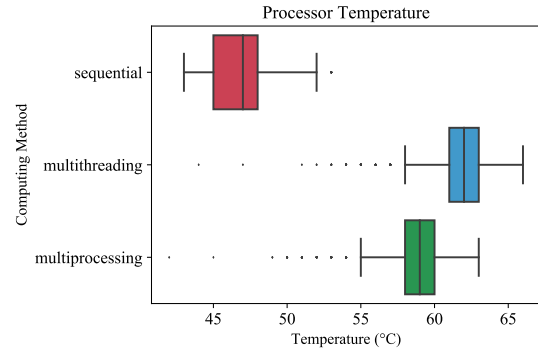 Processor Temperature
sequential
multithreading
multiprocessing
Computing Method
45 50 55 60 65
Temperature (°C)